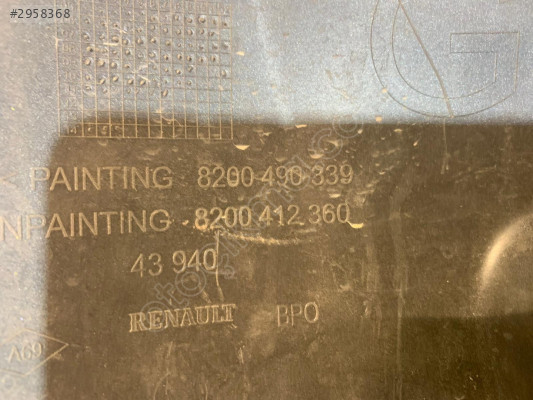 #2958368
G
PAINTING 8200 490 339
NPAINTING 8200 412 360
43 940
RENAULT BPO
A69